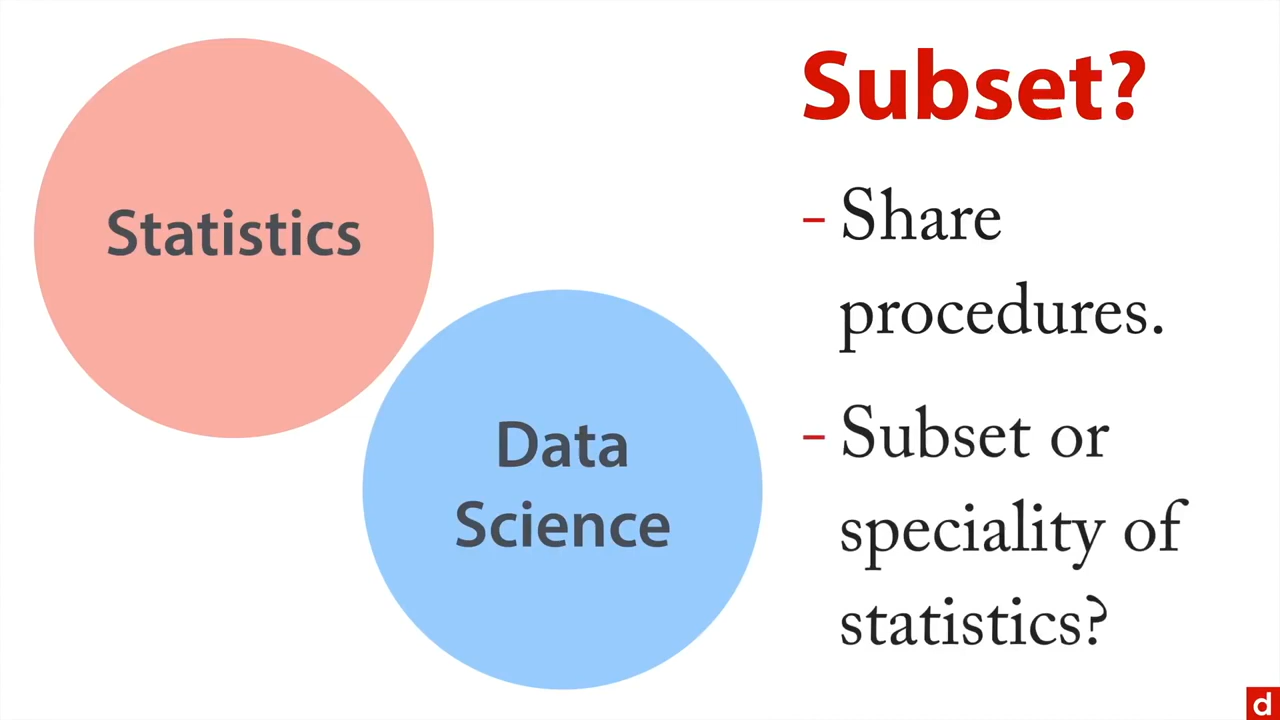 Statistics
Data
Science
Subset?
- Share
procedures.
- Subset or
speciality of
statistics?
d